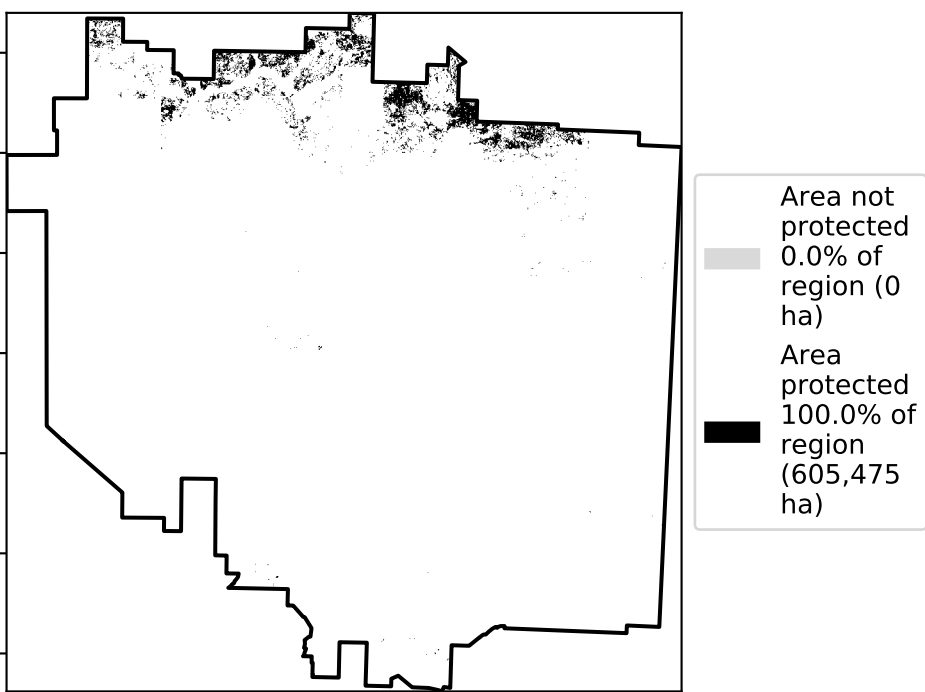 Area not
protected
0.0% of
region (0
ha)
Area
protected
100.0% of
region
(605,475
ha)